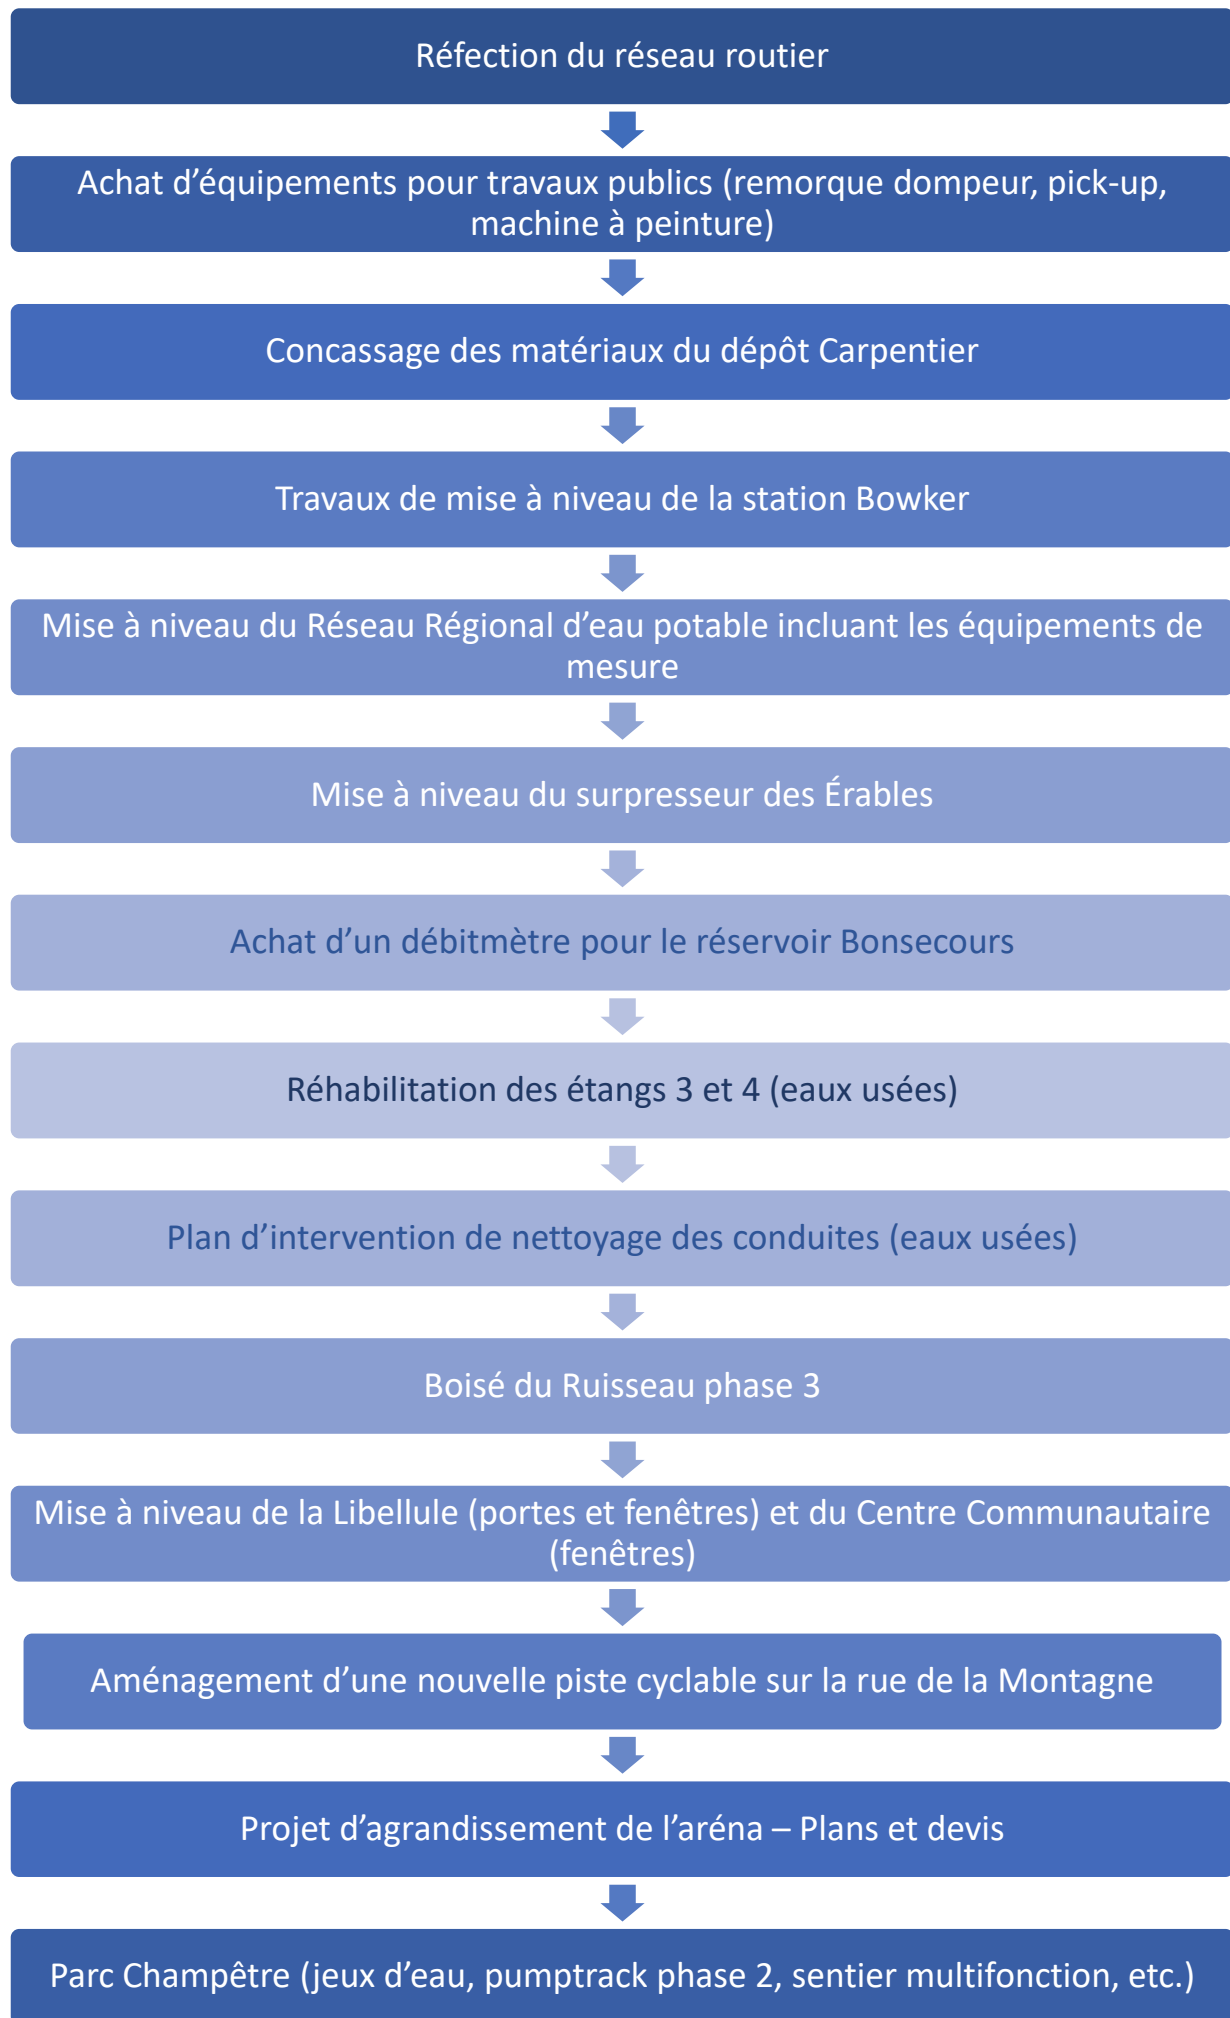 Réfection du réseau routier
Achat d’équipements pour travaux publics (remorque dompeur, pick-up,
machine à peinture)
Concassage des matériaux du dépôt Carpentier
Travaux de mise à niveau de la station Bowker
Mise à niveau du Réseau Régional d’eau potable incluant les équipements de
mesure
Mise à niveau du surpresseur des Érables
Achat d’un débitmètre pour le réservoir Bonsecours
Réhabilitation des étangs 3 et 4 (eaux usées)
Plan d’intervention de nettoyage des conduites (eaux usées)
Boisé du Ruisseau phase 3
Mise à niveau de la Libellule (portes et fenêtres) et du Centre Communautaire
(fenêtres)
Aménagement d’une nouvelle piste cyclable sur la rue de la Montagne
Projet d’agrandissement de l’aréna – Plans et devis
Parc Champêtre (jeux d’eau, pumptrack phase 2, sentier multifonction, etc.)